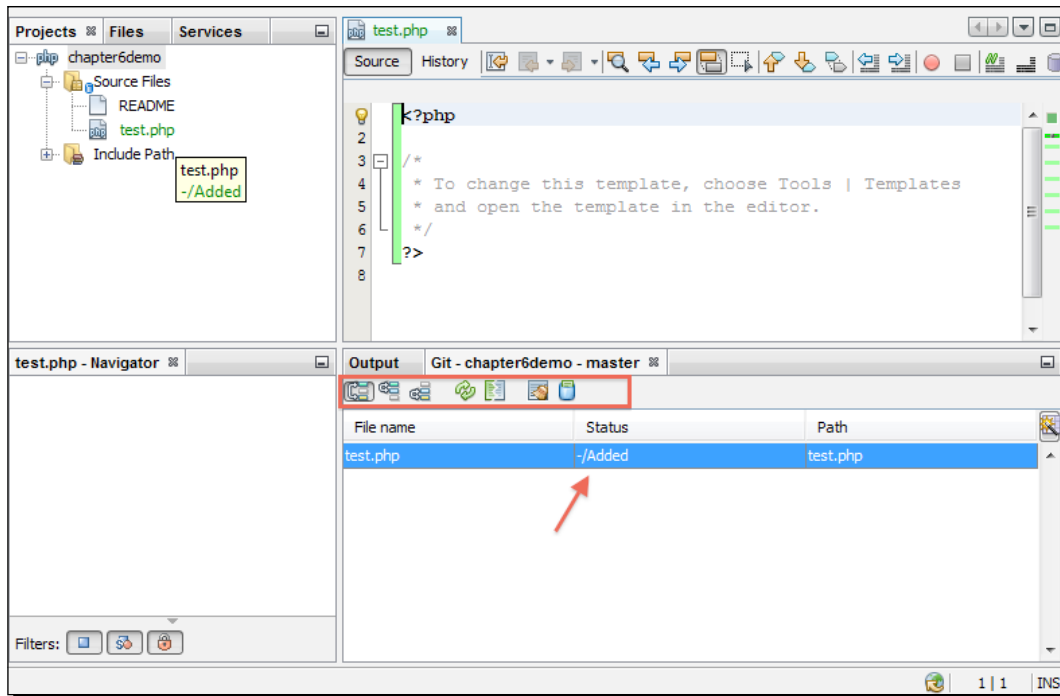 Projects Files Services
php chapter6demo
Source Files
README
php test.php
Include Path
test.php
-/Added
php test.php
Source History
<?php
2
3 /*
4 * To change this template, choose Tools | Templates
5 * and open the template in the editor.
6 */
7 ?>
8
test.php - Navigator
Filters:
Output Git - chapter6demo - master
File name Status Path
test.php -/Added test.php
1 | 1 INS